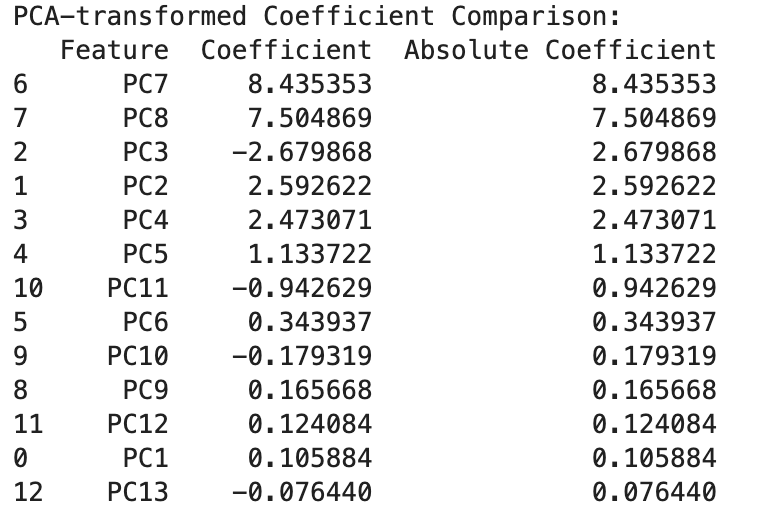 PCA-transformed Coefficient Comparison:
Feature Coefficient Absolute Coefficient
6 PC7 8.435353 8.435353
7 PC8 7.504869 7.504869
2 PC3 -2.679868 2.679868
1 PC2 2.592622 2.592622
3 PC4 2.473071 2.473071
4 PC5 1.133722 1.133722
10 PC11 -0.942629 0.942629
5 PC6 0.343937 0.343937
9 PC10 -0.179319 0.179319
8 PC9 0.165668 0.165668
11 PC12 0.124084 0.124084
0 PC1 0.105884 0.105884
12 PC13 -0.076440 0.076440